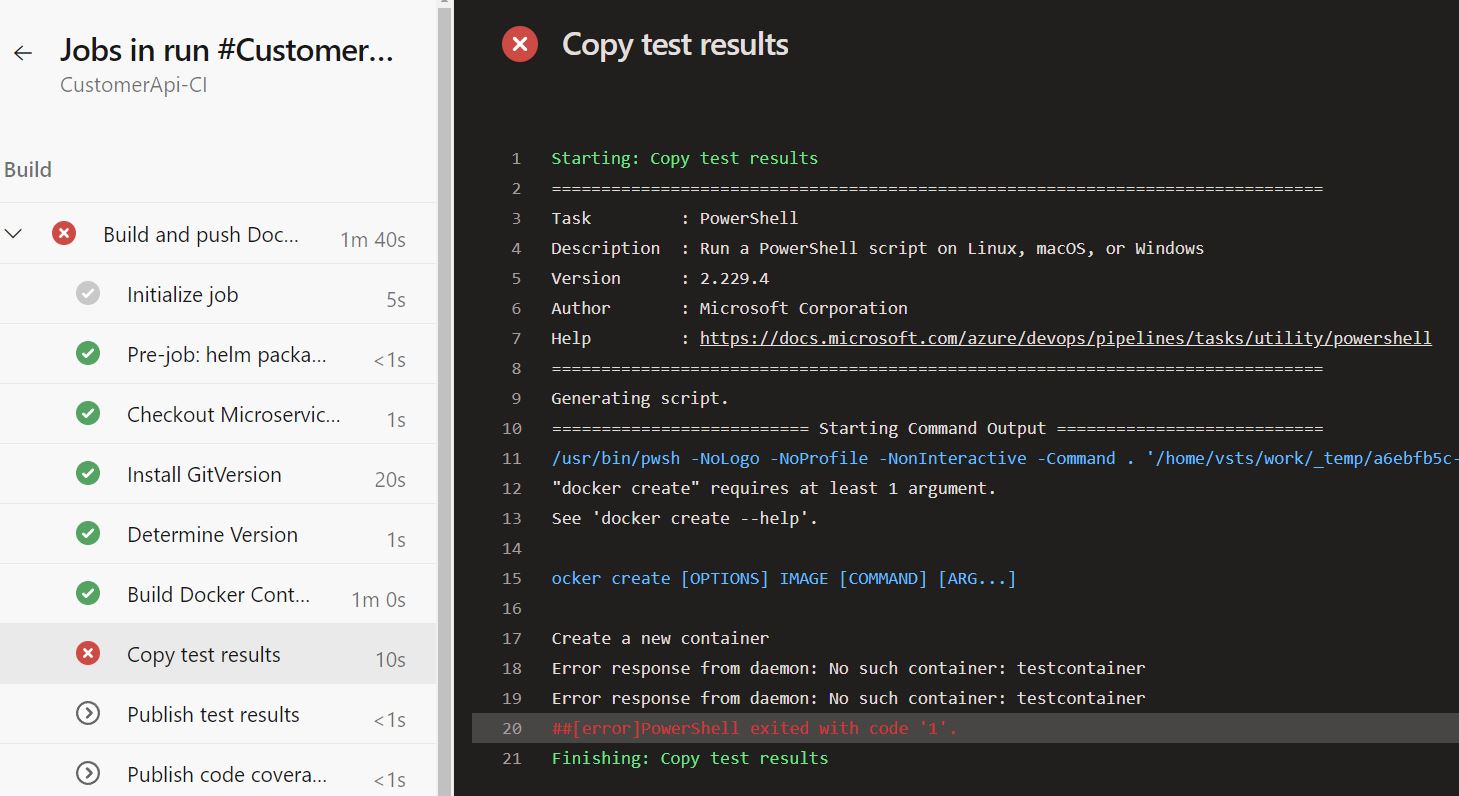 Jobs in run #Customer...
CustomerApi-CI
Build
Build and push Doc... 1m 40s
Initialize job 5s
Pre-job: helm packa... <1s
Checkout Microservic... 1s
Install GitVersion 20s
Determine Version 1s
Build Docker Cont... 1m 0s
Copy test results 10s
Publish test results <1s
Publish code covera... <1s
Copy test results
1 Starting: Copy test results
2 ==============================================================================
3 Task         : PowerShell
4 Description  : Run a PowerShell script on Linux, macOS, or Windows
5 Version      : 2.229.4
6 Author       : Microsoft Corporation
7 Help         : https://docs.microsoft.com/azure/devops/pipelines/tasks/utility/powershell
8 ==============================================================================
9 Generating script.
10 ========================== Starting Command Output ===========================
11 /usr/bin/pwsh -NoLogo -NoProfile -NonInteractive -Command . '/home/vsts/work/_temp/a6ebfb5c-
12 "docker create" requires at least 1 argument.
13 See 'docker create --help'.
14
15 ocker create [OPTIONS] IMAGE [COMMAND] [ARG...]
16
17 Create a new container
18 Error response from daemon: No such container: testcontainer
19 Error response from daemon: No such container: testcontainer
20 ##[error]PowerShell exited with code '1'.
21 Finishing: Copy test results